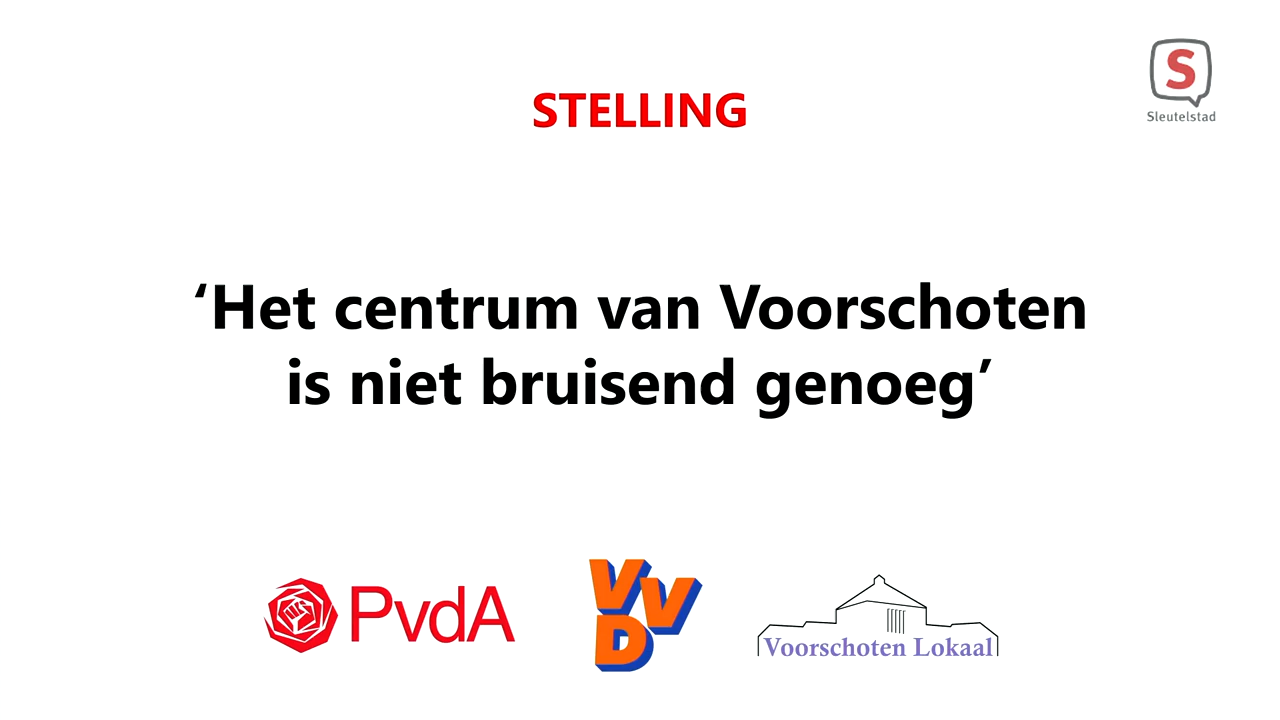 S
Sleutelstad
STELLING
‘Het centrum van Voorschoten
is niet bruisend genoeg’
PvdA
VVD
Voorschoten Lokaal